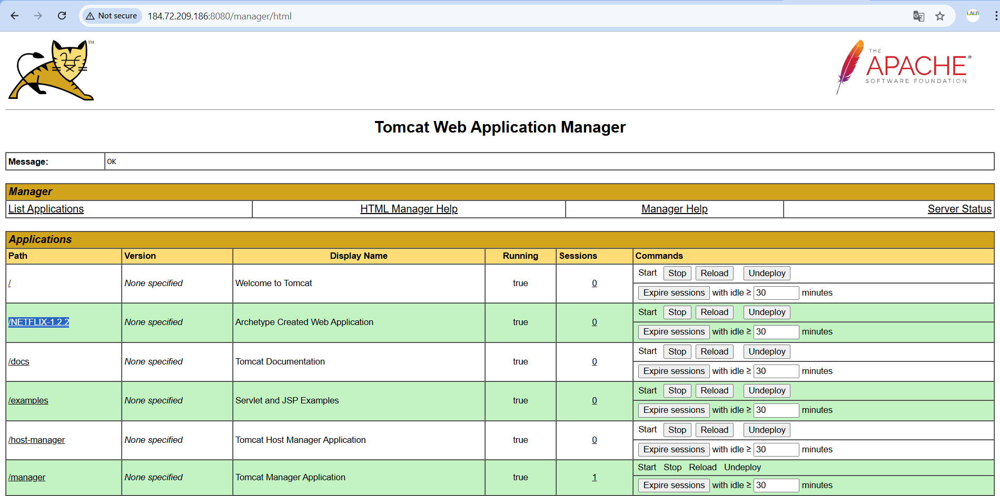 Not secure 184.72.209.186:8080/manager/html LALIT
TM
THE
APACHE®
SOFTWARE FOUNDATION
Tomcat Web Application Manager
Message: OK
Manager
List Applications HTML Manager Help Manager Help Server Status
Applications
Path Version Display Name Running Sessions Commands
/ None specified Welcome to Tomcat true 0 Start Stop Reload Undeploy
Expire sessions with idle ≥ 30 minutes
/NETFLIX-1.2.2 None specified Archetype Created Web Application true 0 Start Stop Reload Undeploy
Expire sessions with idle ≥ 30 minutes
/docs None specified Tomcat Documentation true 0 Start Stop Reload Undeploy
Expire sessions with idle ≥ 30 minutes
/examples None specified Servlet and JSP Examples true 0 Start Stop Reload Undeploy
Expire sessions with idle ≥ 30 minutes
/host-manager None specified Tomcat Host Manager Application true 0 Start Stop Reload Undeploy
Expire sessions with idle ≥ 30 minutes
/manager None specified Tomcat Manager Application true 1 Start Stop Reload Undeploy
Expire sessions with idle ≥ 30 minutes